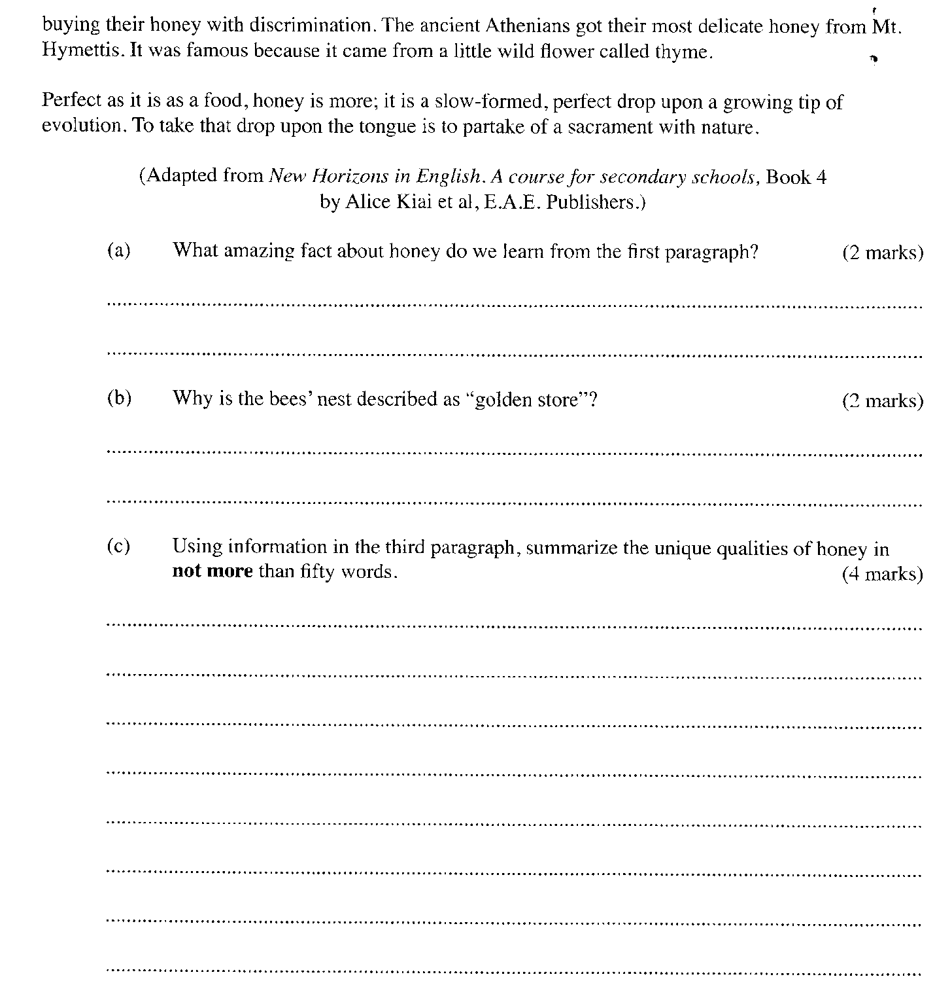 buying their honey with discrimination. The ancient Athenians got their most delicate honey from Mt.
Hymettis. It was famous because it came from a little wild flower called thyme.
Perfect as it is as a food, honey is more; it is a slow-formed, perfect drop upon a growing tip of
evolution. To take that drop upon the tongue is to partake of a sacrament with nature.
(Adapted from New Horizons in English. A course for secondary schools, Book 4
by Alice Kiai et al, E.A.E. Publishers.)
(a) What amazing fact about honey do we learn from the first paragraph? (2 marks)
(b) Why is the bees' nest described as "golden store"? (2 marks)
(c) Using information in the third paragraph, summarize the unique qualities of honey in
not more than fifty words. (4 marks)